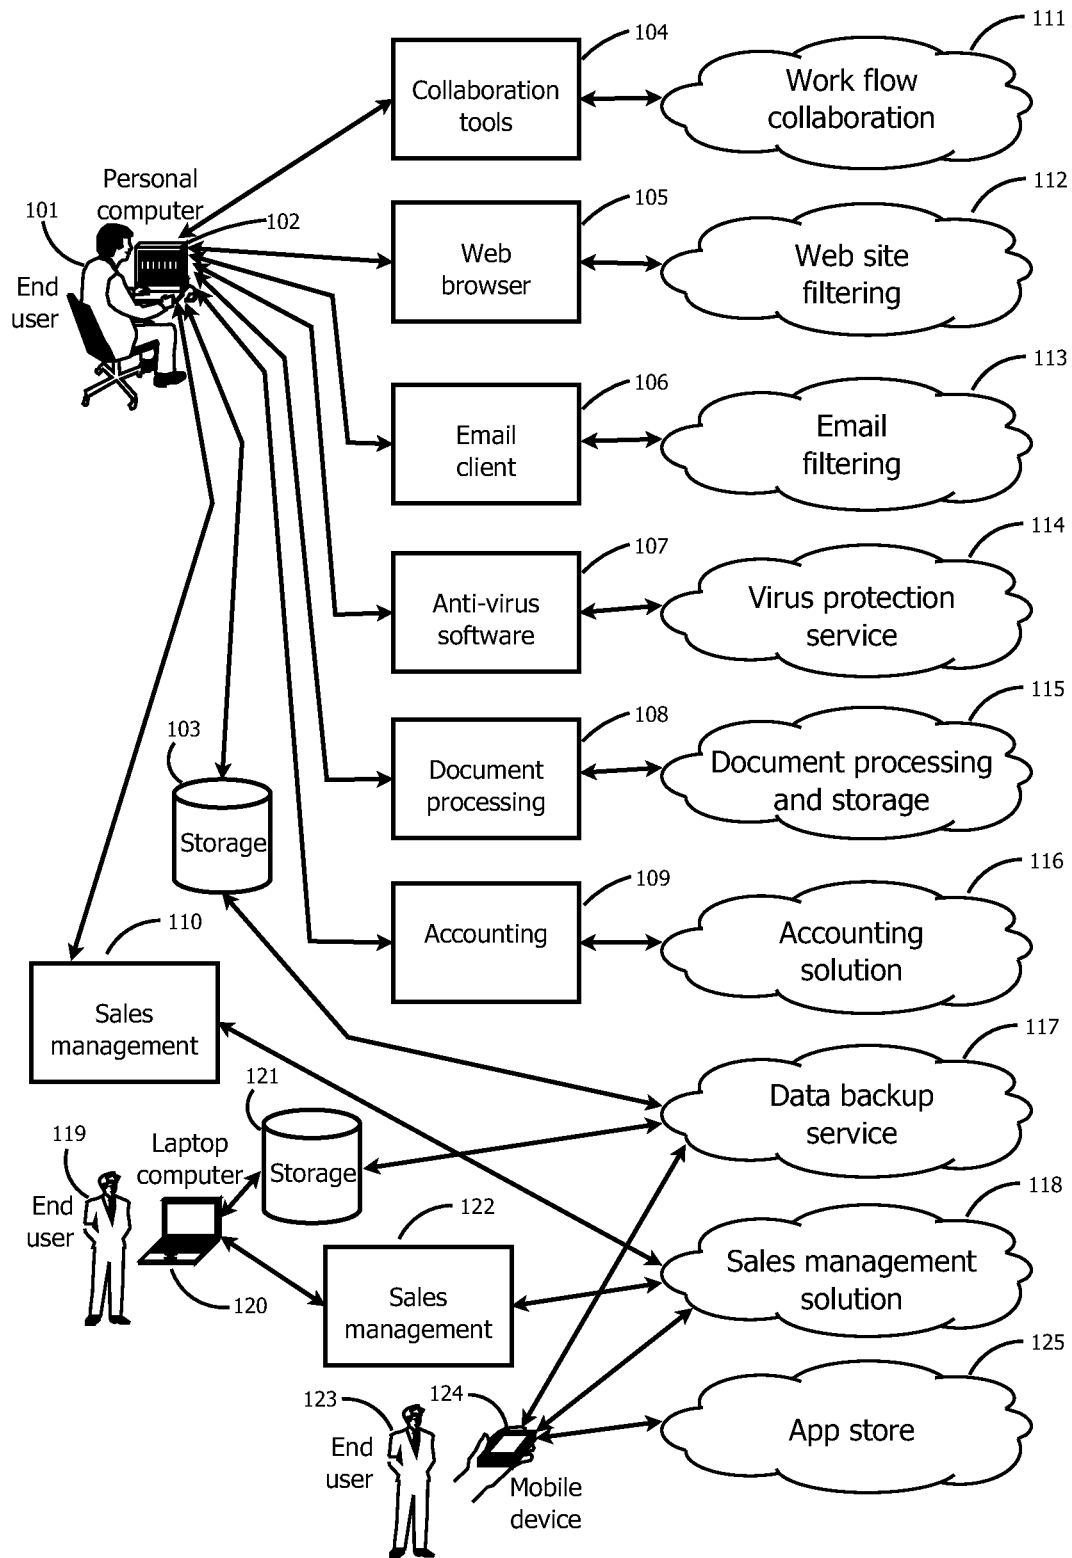 104
111
Collaboration
tools
Work flow
collaboration
Personal
computer
101
102
End
user
105
112
Web
browser
Web site
filtering
106
113
Email
client
Email
filtering
107
114
Anti-virus
software
Virus protection
service
103
Storage
108
115
Document
processing
Document processing
and storage
109
116
Accounting
Accounting
solution
110
Sales
management
117
Data backup
service
121
Storage
119
Laptop
computer
End
user
120
122
Sales
management
118
Sales management
solution
123
124
End
user
Mobile
device
125
App store